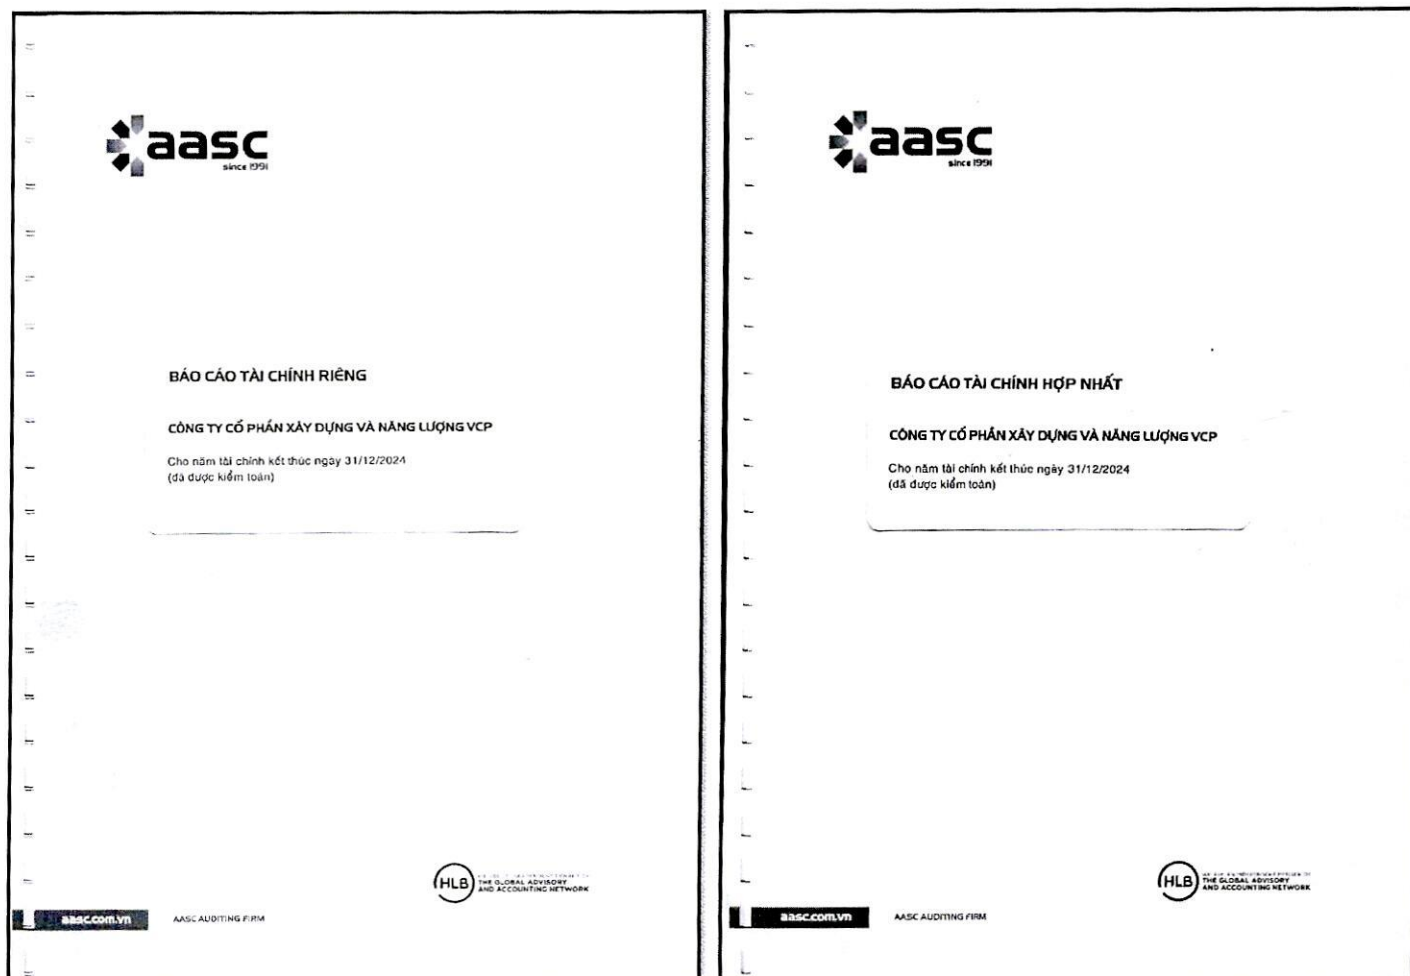 aasc
since 1991
BÁO CÁO TÀI CHÍNH RIÊNG
CÔNG TY CỔ PHẦN XÂY DỰNG VÀ NĂNG LƯỢNG VCP
Cho năm tài chính kết thúc ngày 31/12/2024
(đã được kiểm toán)
HLB
THE GLOBAL ADVISORY
AND ACCOUNTING NETWORK
aasc.com.vn
AASC AUDITING FIRM
aasc
since 1991
BÁO CÁO TÀI CHÍNH HỢP NHẤT
CÔNG TY CỔ PHẦN XÂY DỰNG VÀ NĂNG LƯỢNG VCP
Cho năm tài chính kết thúc ngày 31/12/2024
(đã được kiểm toán)
HLB
THE GLOBAL ADVISORY
AND ACCOUNTING NETWORK
aasc.com.vn
AASC AUDITING FIRM